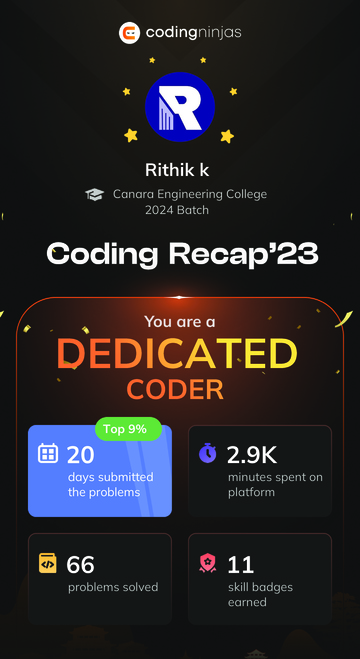 codingninjas
R
Rithik k
Canara Engineering College
2024 Batch
Coding Recap'23
You are a
DEDICATED
CODER
Top 9%
20
days submitted
the problems
2.9K
minutes spent on
platform
66
problems solved
11
skill badges
earned